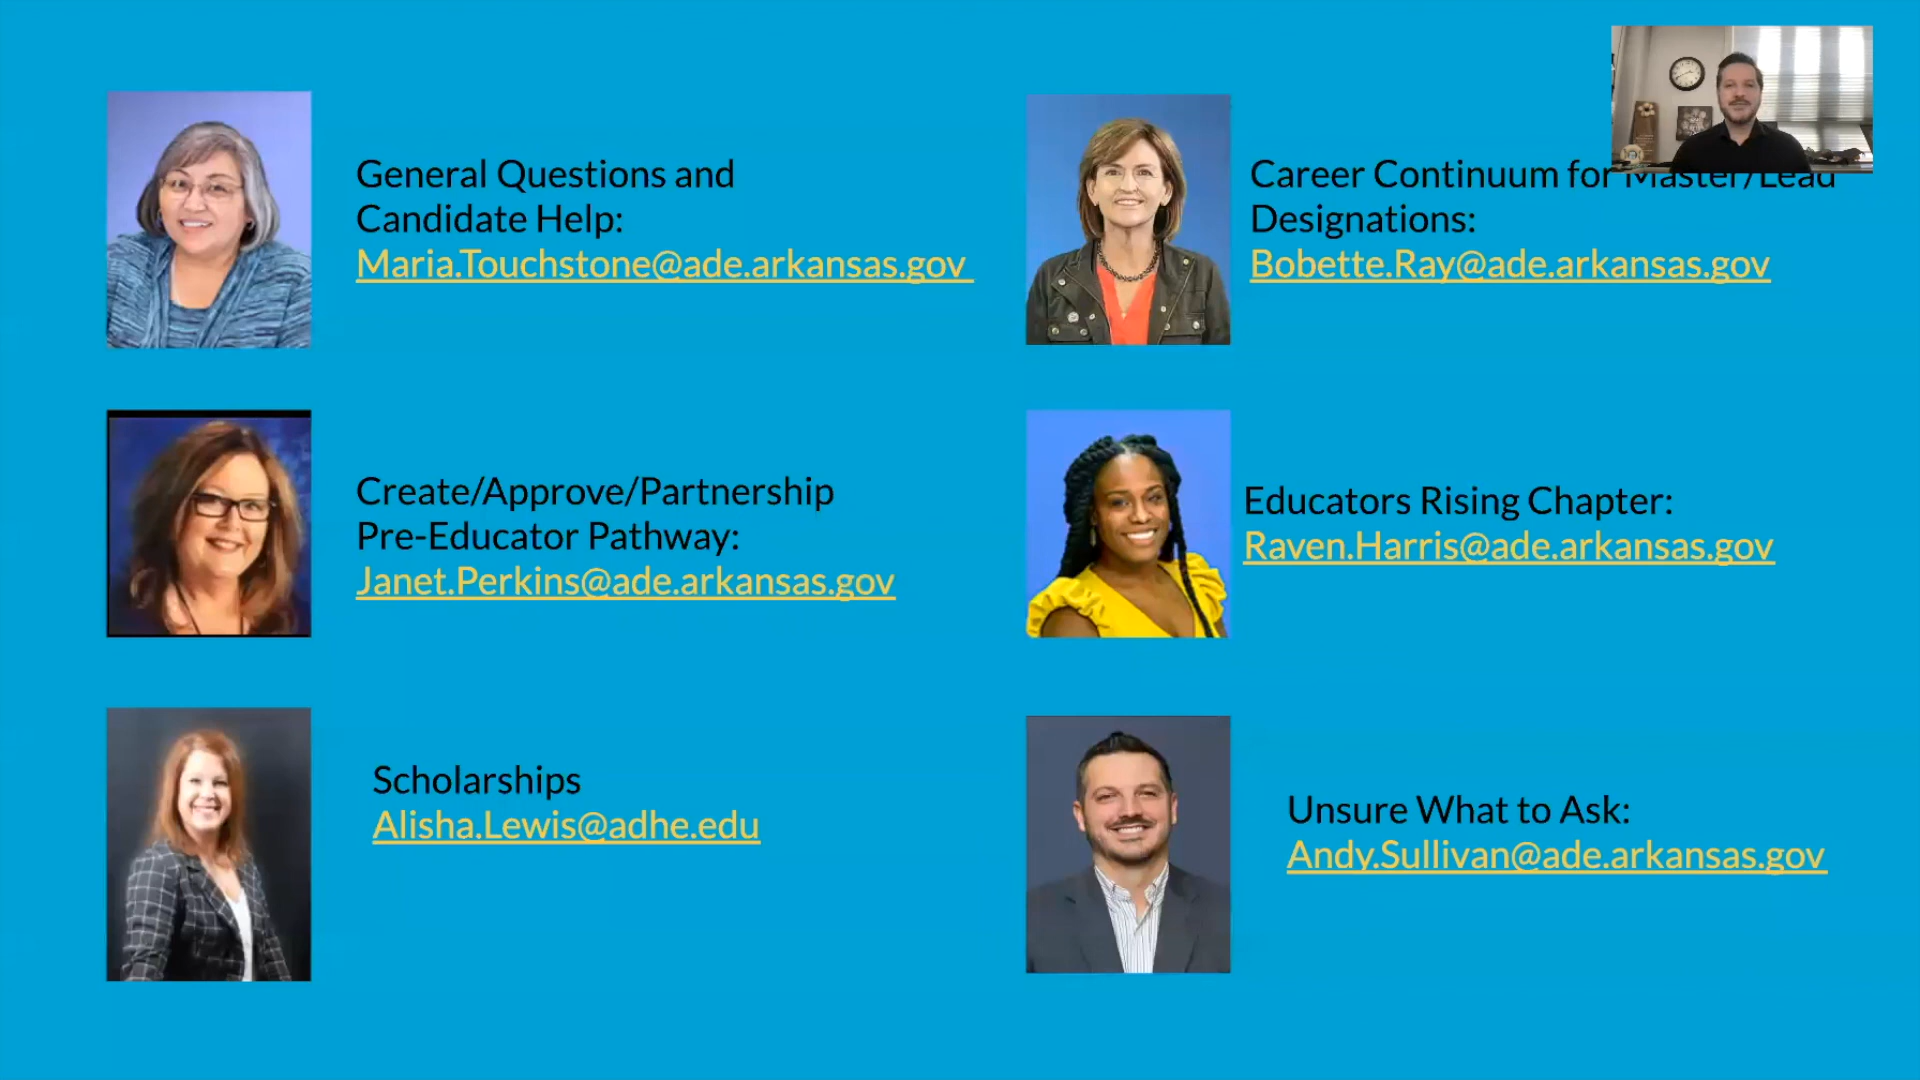 General Questions and
Candidate Help:
Maria.Touchstone@ade.arkansas.gov
Career Continuum for Master/Lead
Designations:
Bobette.Ray@ade.arkansas.gov
Create/Approve/Partnership
Pre-Educator Pathway:
Janet.Perkins@ade.arkansas.gov
Educators Rising Chapter:
Raven.Harris@ade.arkansas.gov
Scholarships
Alisha.Lewis@adhe.edu
Unsure What to Ask:
Andy.Sullivan@ade.arkansas.gov